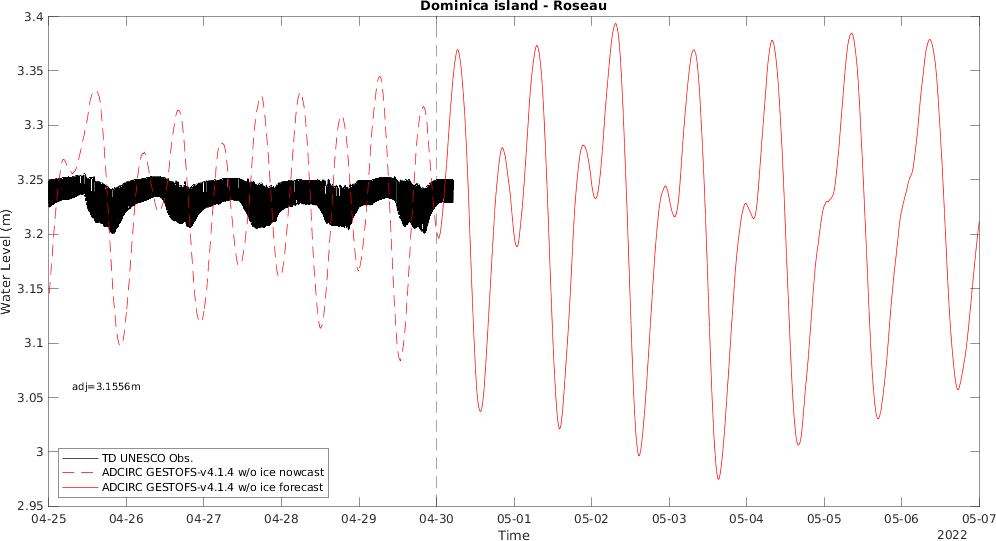 Dominica island - Roseau
3.4
3.35
3.3
3.25
3.2
3.15
3.1
3.05
3
2.95
Water Level (m)
adj=3.1556m
TD UNESCO Obs.
ADCIRC GESTOFS-v4.1.4 w/o ice nowcast
ADCIRC GESTOFS-v4.1.4 w/o ice forecast
04-25 04-26 04-27 04-28 04-29 04-30 05-01 05-02 05-03 05-04 05-05 05-06 05-07
Time
2022